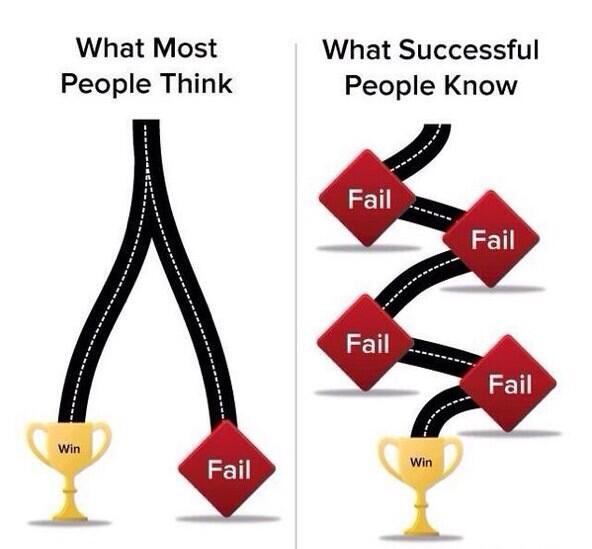 What Most
People Think
Win
Fail
What Successful
People Know
Fail
Fail
Fail
Fail
Win